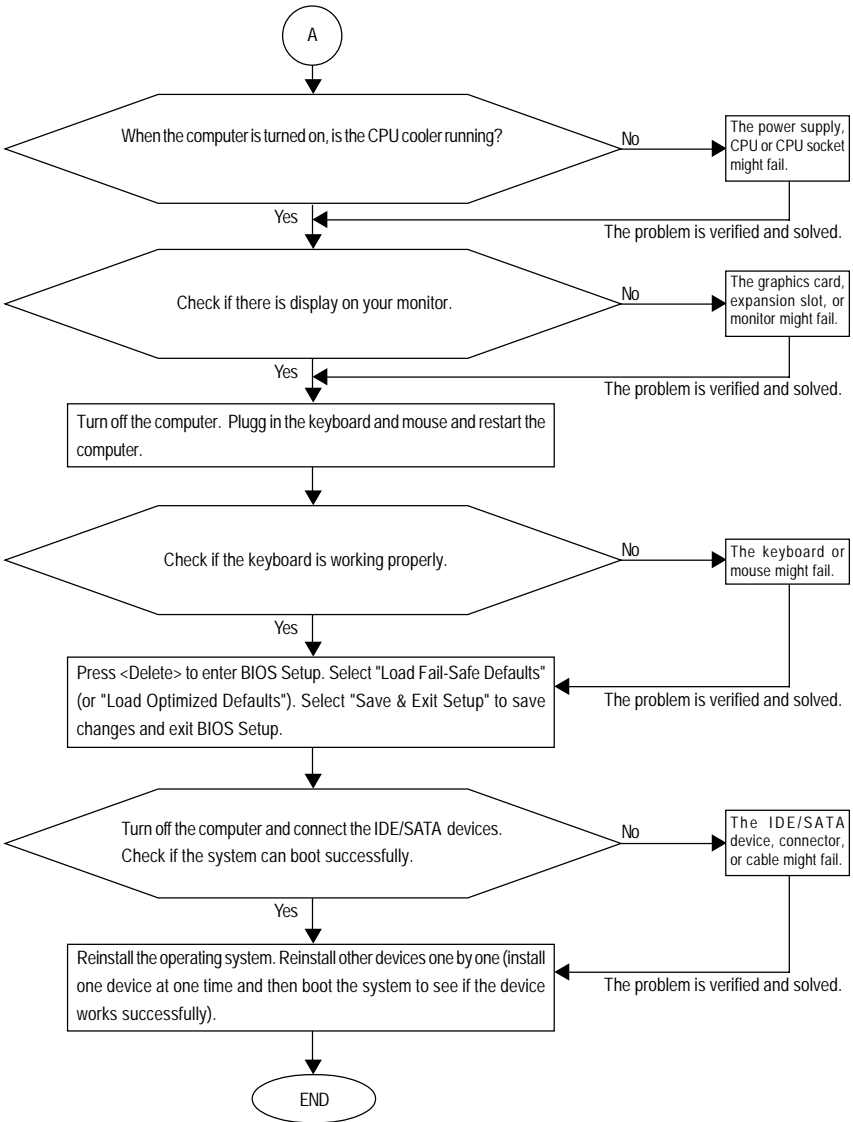 A
When the computer is turned on, is the CPU cooler running?
No
The power supply,
CPU or CPU socket
might fail.
Yes
The problem is verified and solved.
Check if there is display on your monitor.
No
The graphics card,
expansion slot, or
monitor might fail.
Yes
The problem is verified and solved.
Turn off the computer. Plugg in the keyboard and mouse and restart the
computer.
Check if the keyboard is working properly.
No
The keyboard or
mouse might fail.
Yes
Press <Delete> to enter BIOS Setup. Select "Load Fail-Safe Defaults"
(or "Load Optimized Defaults"). Select "Save & Exit Setup" to save
changes and exit BIOS Setup.
The problem is verified and solved.
Turn off the computer and connect the IDE/SATA devices.
Check if the system can boot successfully.
No
The IDE/SATA
device, connector,
or cable might fail.
Yes
Reinstall the operating system. Reinstall other devices one by one (install
one device at one time and then boot the system to see if the device
works successfully).
The problem is verified and solved.
END